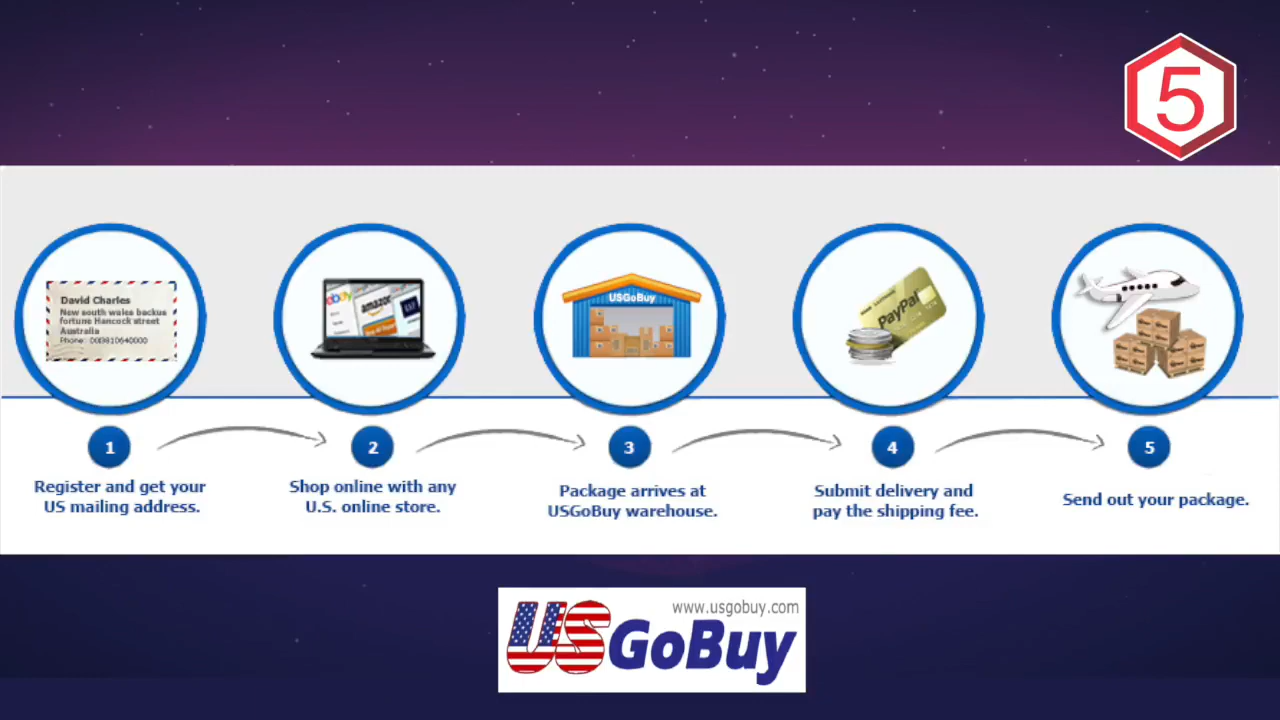 5
David Charles
New south wales backus
fortune Hancock street
Australia
ebay
amazon
USGoBuy
PayPal
1
2
3
4
5
Register and get your
US mailing address.
Shop online with any
U.S. online store.
Package arrives at
USGoBuy warehouse.
Submit delivery and
pay the shipping fee.
Send out your package.
www.usgobuy.com
USGoBuy